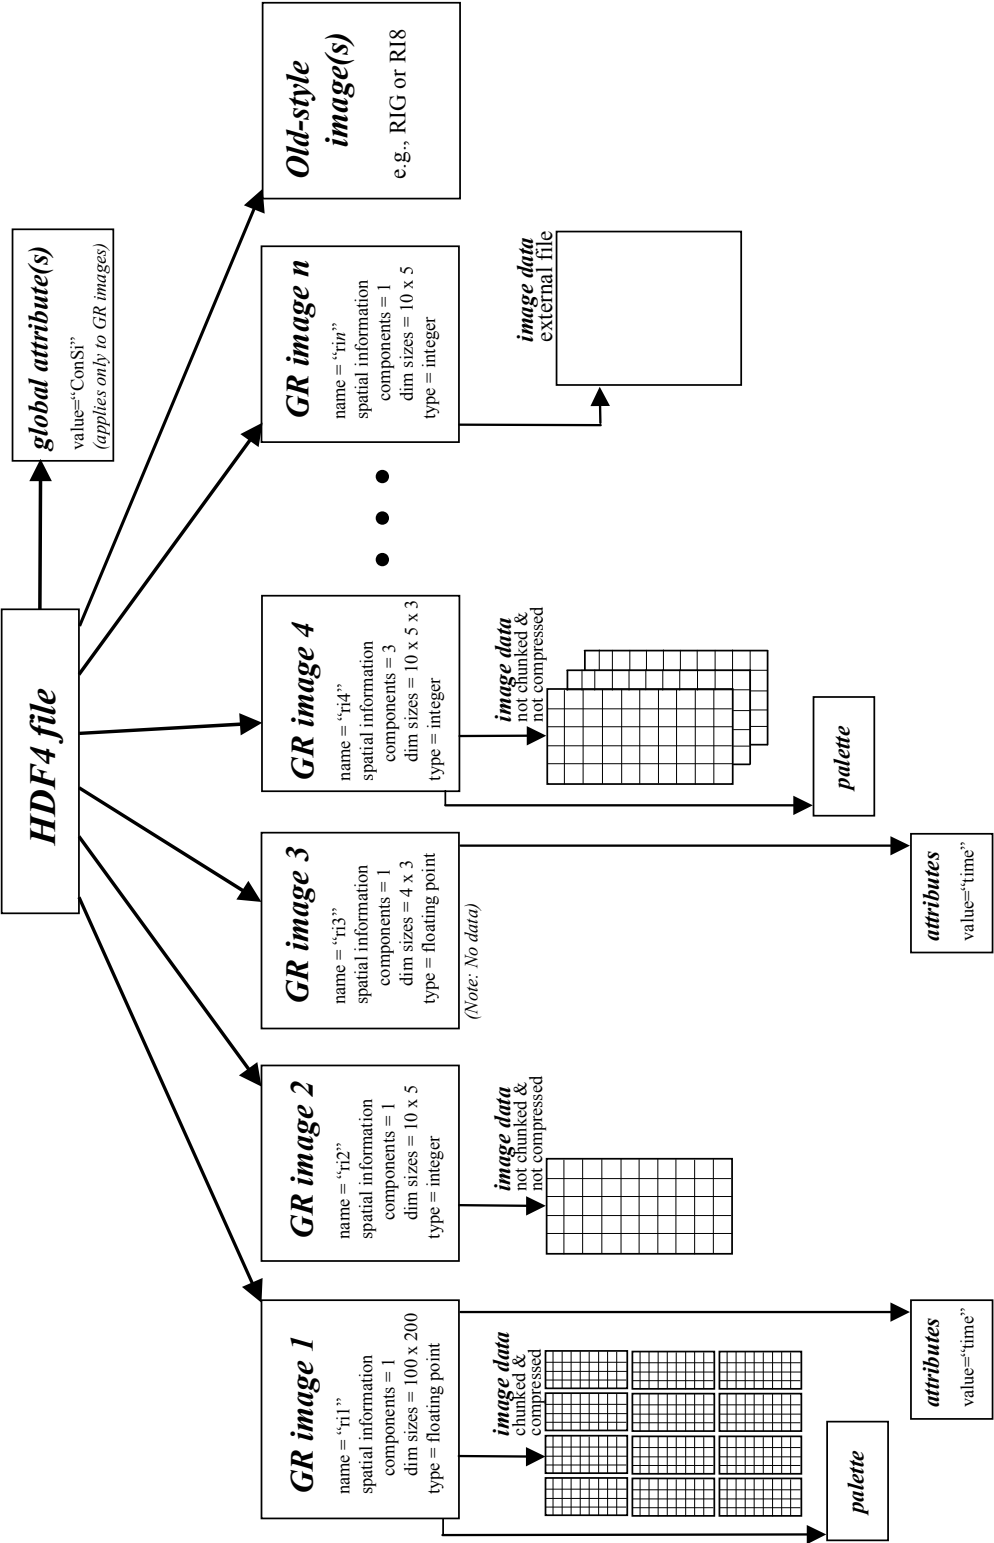 HDF4 file
global attribute(s)
value=“ConSi”
(applies only to GR images)
GR image 1
name = “ri1”
spatial information
components = 1
dim sizes = 100 x 200
type = floating point
GR image 2
name = “ri2”
spatial information
components = 1
dim sizes = 10 x 5
type = integer
GR image 3
name = “ri3”
spatial information
components = 1
dim sizes = 4 x 3
type = floating point
(Note: No data)
GR image 4
name = “ri4”
spatial information
components = 3
dim sizes = 10 x 5 x 3
type = integer
• • •
GR image n
name = “rin”
spatial information
components = 1
dim sizes = 10 x 5
type = integer
Old-style
image(s)
e.g., RIG or RI8
image data
chunked &
compressed
image data
not chunked &
not compressed
image data
not chunked &
not compressed
image data
external file
palette
attributes
value=“time”
attributes
value=“time”
palette